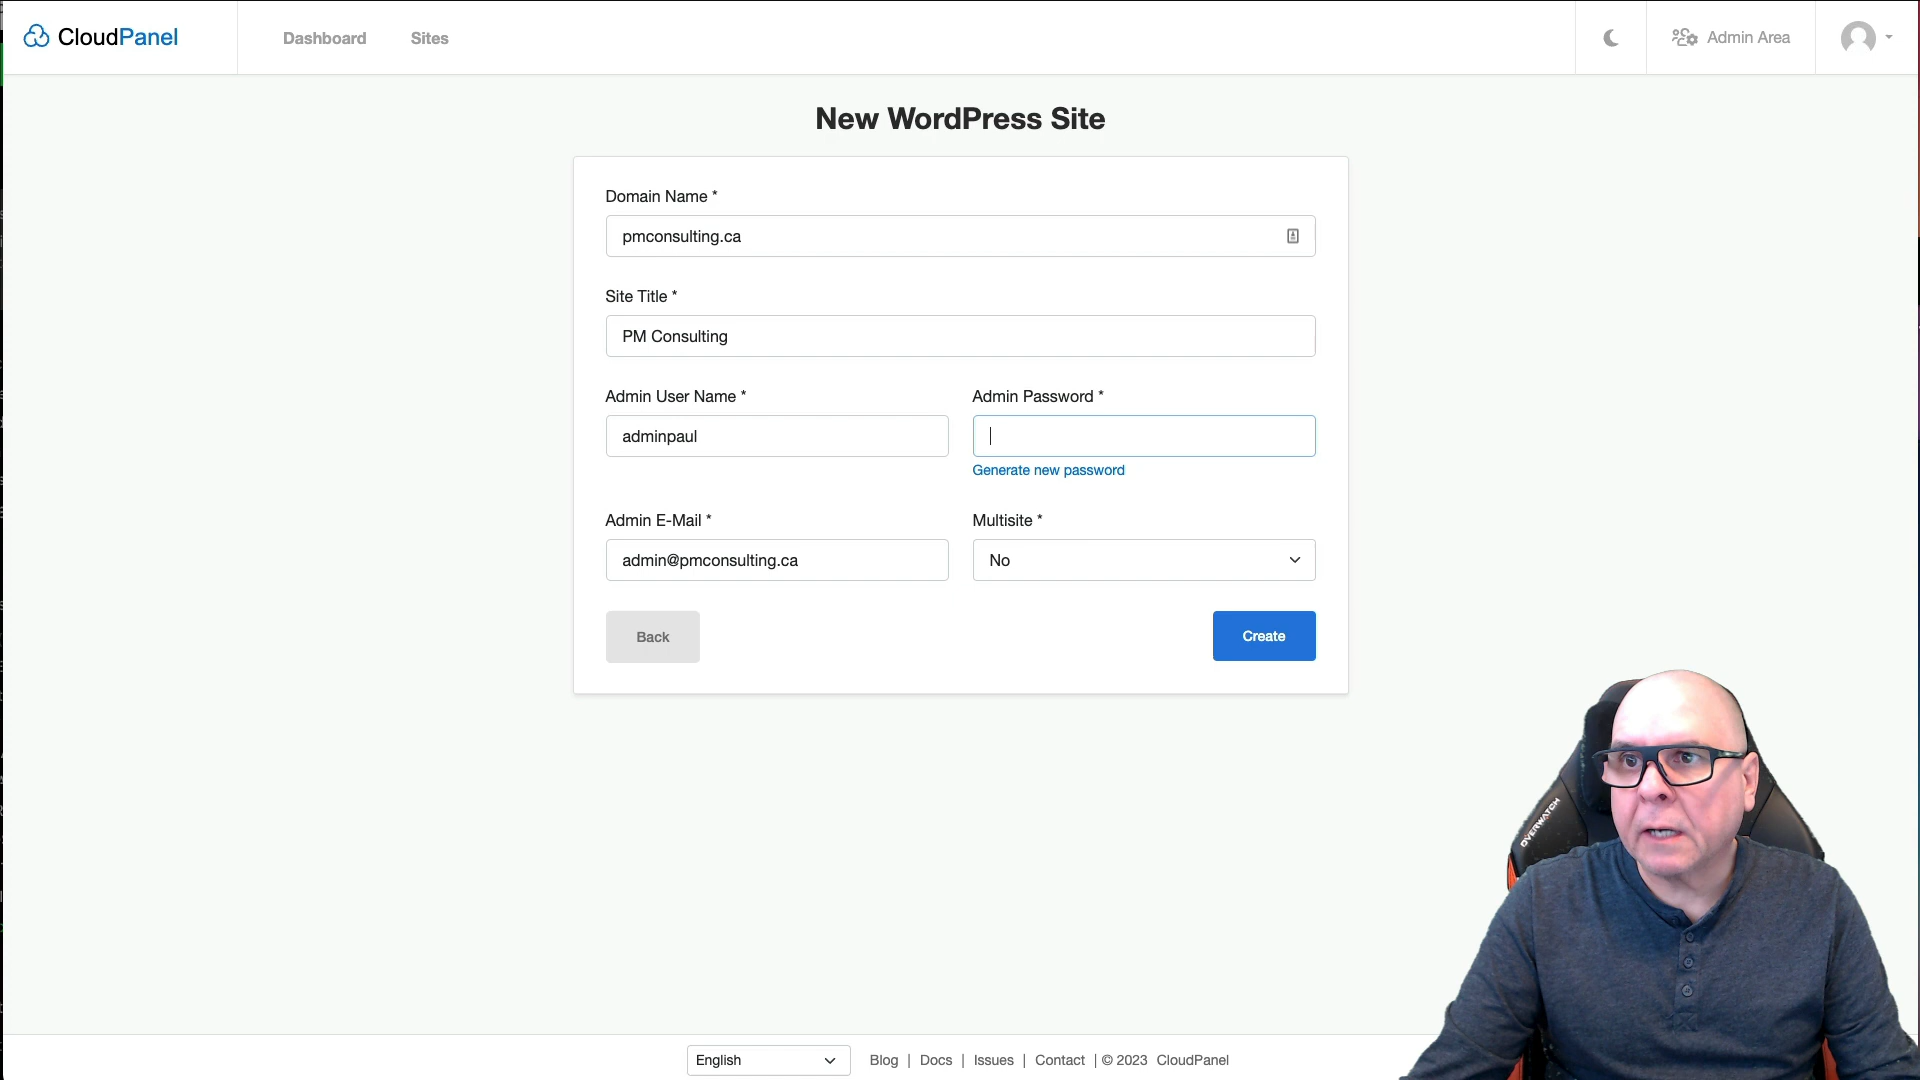 CloudPanel
Dashboard
Sites
Admin Area
New WordPress Site
Domain Name *
pmconsulting.ca
Site Title *
PM Consulting
Admin User Name *
Admin Password *
adminpaul
Generate new password
Admin E-Mail *
Multisite *
admin@pmconsulting.ca
No
Back
Create
OVERWATCH
English
Blog | Docs | Issues | Contact | © 2023 CloudPanel